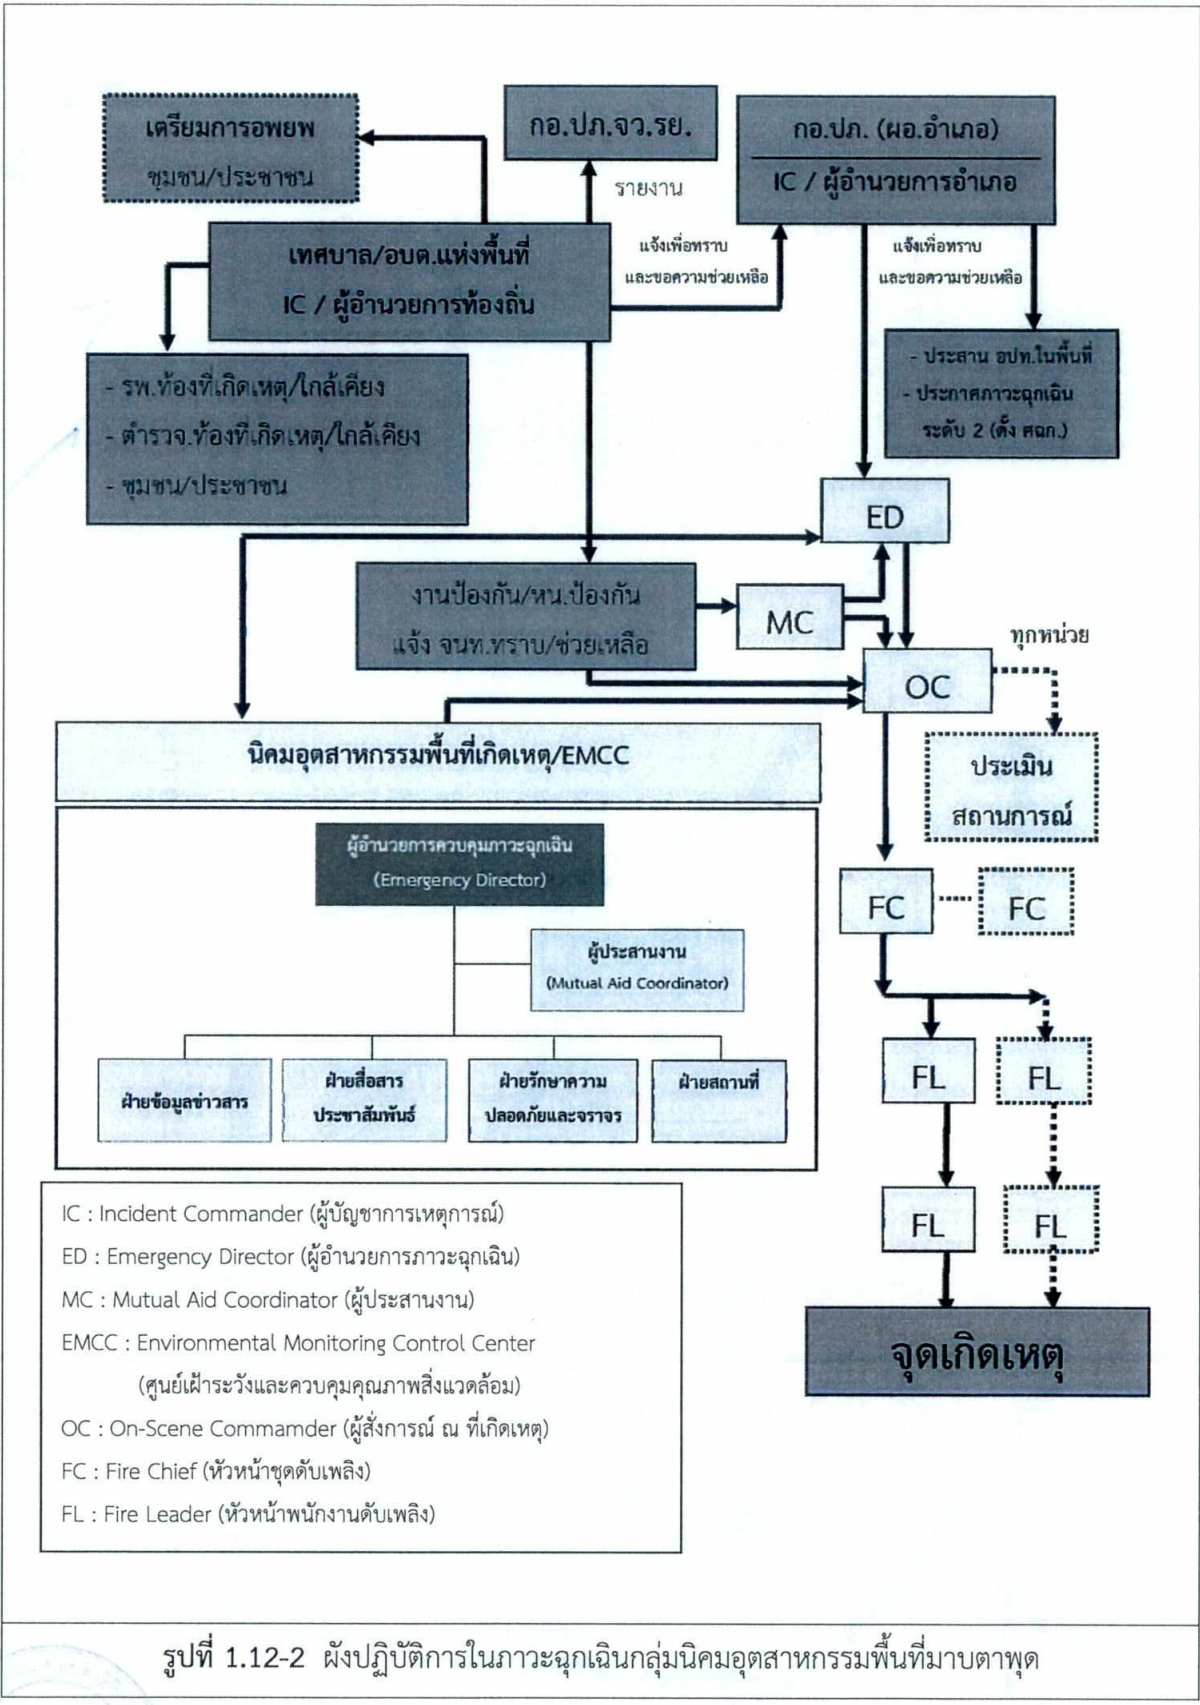 เตรียมการอพยพ
ชุมชน/ประชาชน
กอ.ปภ.จว.รย.
กอ.ปภ. (ผอ.อำเภอ)
IC / ผู้อำนวยการอำเภอ
รายงาน
เทศบาล/อบต.แห่งพื้นที่
IC / ผู้อำนวยการท้องถิ่น
แจ้งเพื่อทราบ
และขอความช่วยเหลือ
แจ้งเพื่อทราบ
และขอความช่วยเหลือ
- รพ.ท้องที่เกิดเหตุ/ใกล้เคียง
- ตำรวจ.ท้องที่เกิดเหตุ/ใกล้เคียง
- ชุมชน/ประชาชน
- ประสาน อปท.ในพื้นที่
- ประกาศภาวะฉุกเฉิน
ระดับ 2 (ตั้ง ศฉก.)
ED
งานป้องกัน/หน.ป้องกัน
แจ้ง จนท.ทราบ/ช่วยเหลือ
MC
ทุกหน่วย
OC
นิคมอุตสาหกรรมพื้นที่เกิดเหตุ/EMCC
ประเมิน
สถานการณ์
ผู้อำนวยการควบคุมภาวะฉุกเฉิน
(Emergency Director)
FC
FC
ผู้ประสานงาน
(Mutual Aid Coordinator)
ฝ่ายข้อมูลข่าวสาร
ฝ่ายสื่อสาร
ประชาสัมพันธ์
ฝ่ายรักษาความ
ปลอดภัยและจราจร
ฝ่ายสถานที่
FL
FL
FL
FL
จุดเกิดเหตุ
IC : Incident Commander (ผู้บัญชาการเหตุการณ์)
ED : Emergency Director (ผู้อำนวยการภาวะฉุกเฉิน)
MC : Mutual Aid Coordinator (ผู้ประสานงาน)
EMCC : Environmental Monitoring Control Center
(ศูนย์เฝ้าระวังและควบคุมคุณภาพสิ่งแวดล้อม)
OC : On-Scene Commamder (ผู้สั่งการณ์ ณ ที่เกิดเหตุ)
FC : Fire Chief (หัวหน้าชุดดับเพลิง)
FL : Fire Leader (หัวหน้าพนักงานดับเพลิง)
รูปที่ 1.12-2 ผังปฏิบัติการในภาวะฉุกเฉินกลุ่มนิคมอุตสาหกรรมพื้นที่มาบตาพุด